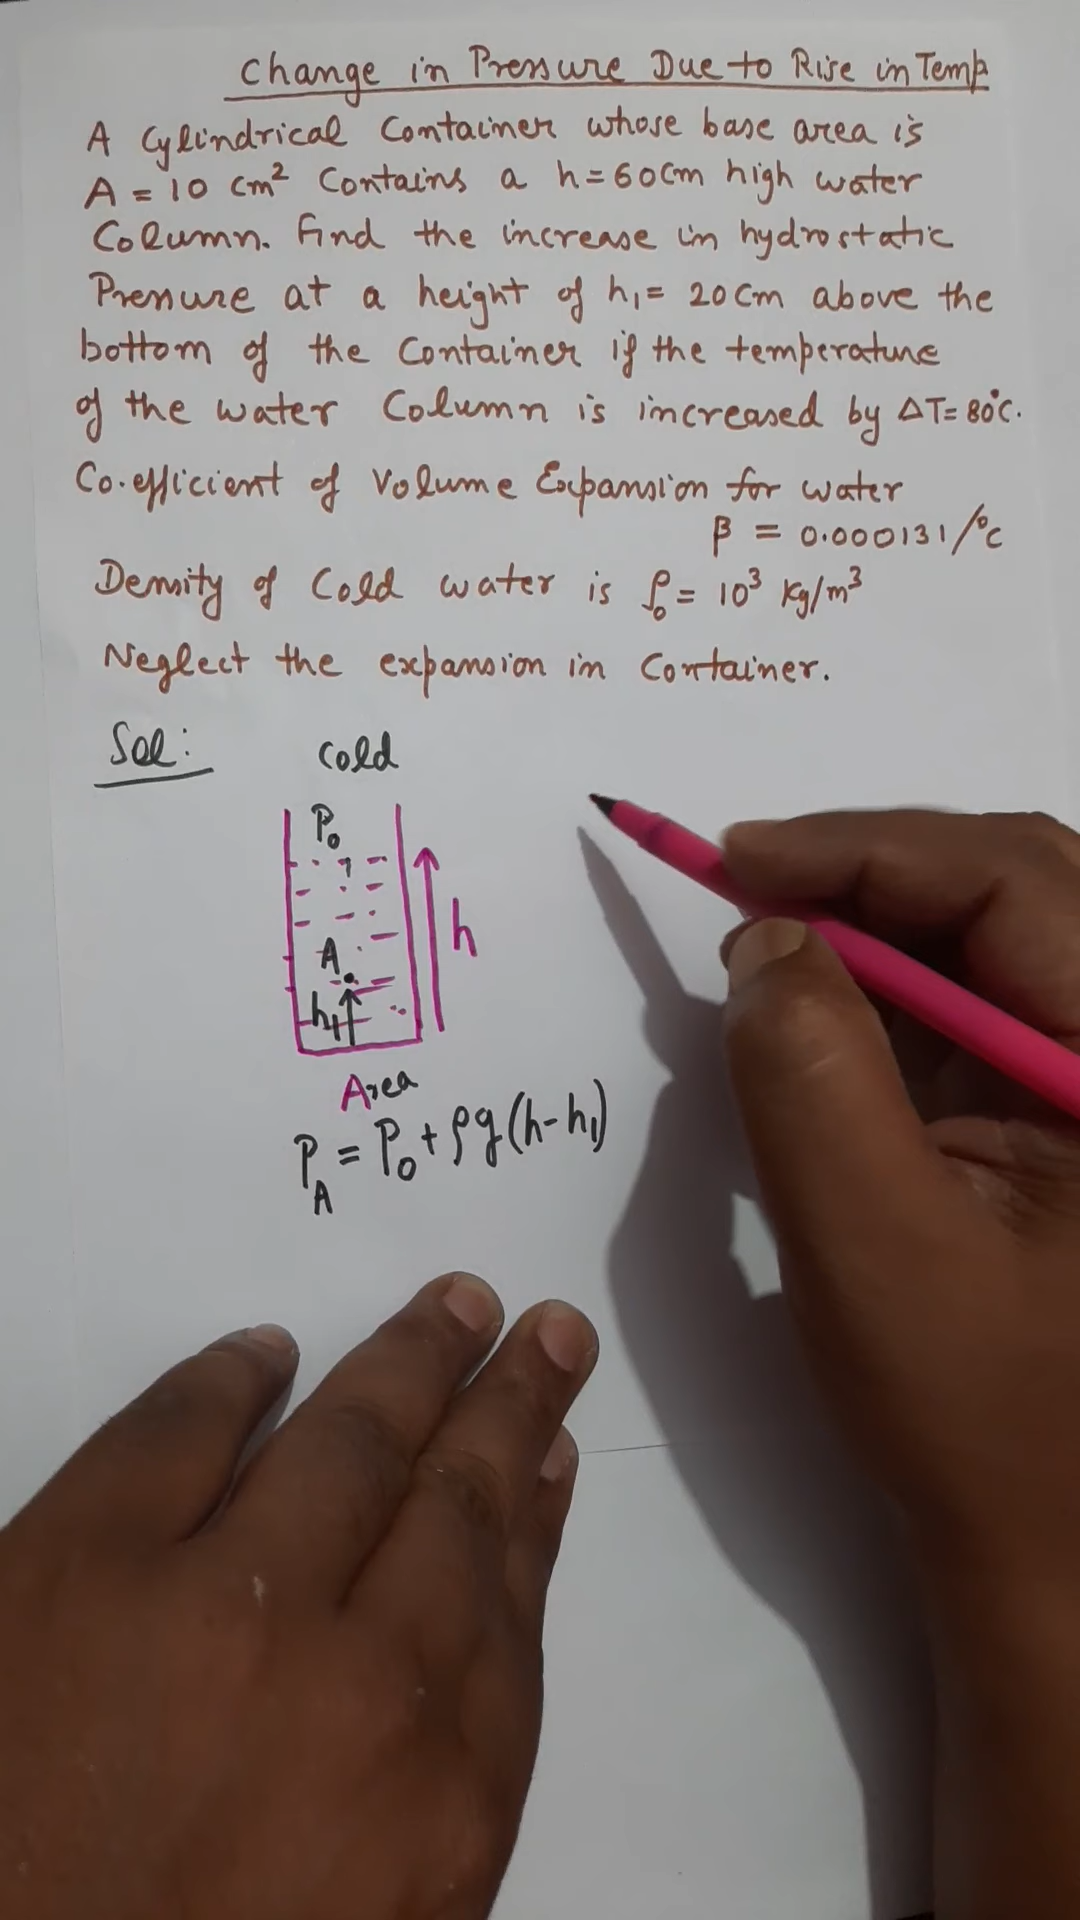 Change in Pressure Due to Rise in Temp
A Cylindrical Container whose base area is
A = 10 cm² Contains a h=60cm high water
Column. Find the increase in hydrostatic
Pressure at a height of h₁= 20cm above the
bottom of the Container if the temperature
of the water Column is increased by ΔT= 80°C.
Co.efficient of Volume Expansion for water
β = 0.000131/°C
Density of Cold water is ρ₀= 10³ Kg/m³
Neglect the expansion in Container.
Sol:
Cold
P₀
h
A
h₁
Area
P_A = P₀ + ρg(h-h₁)